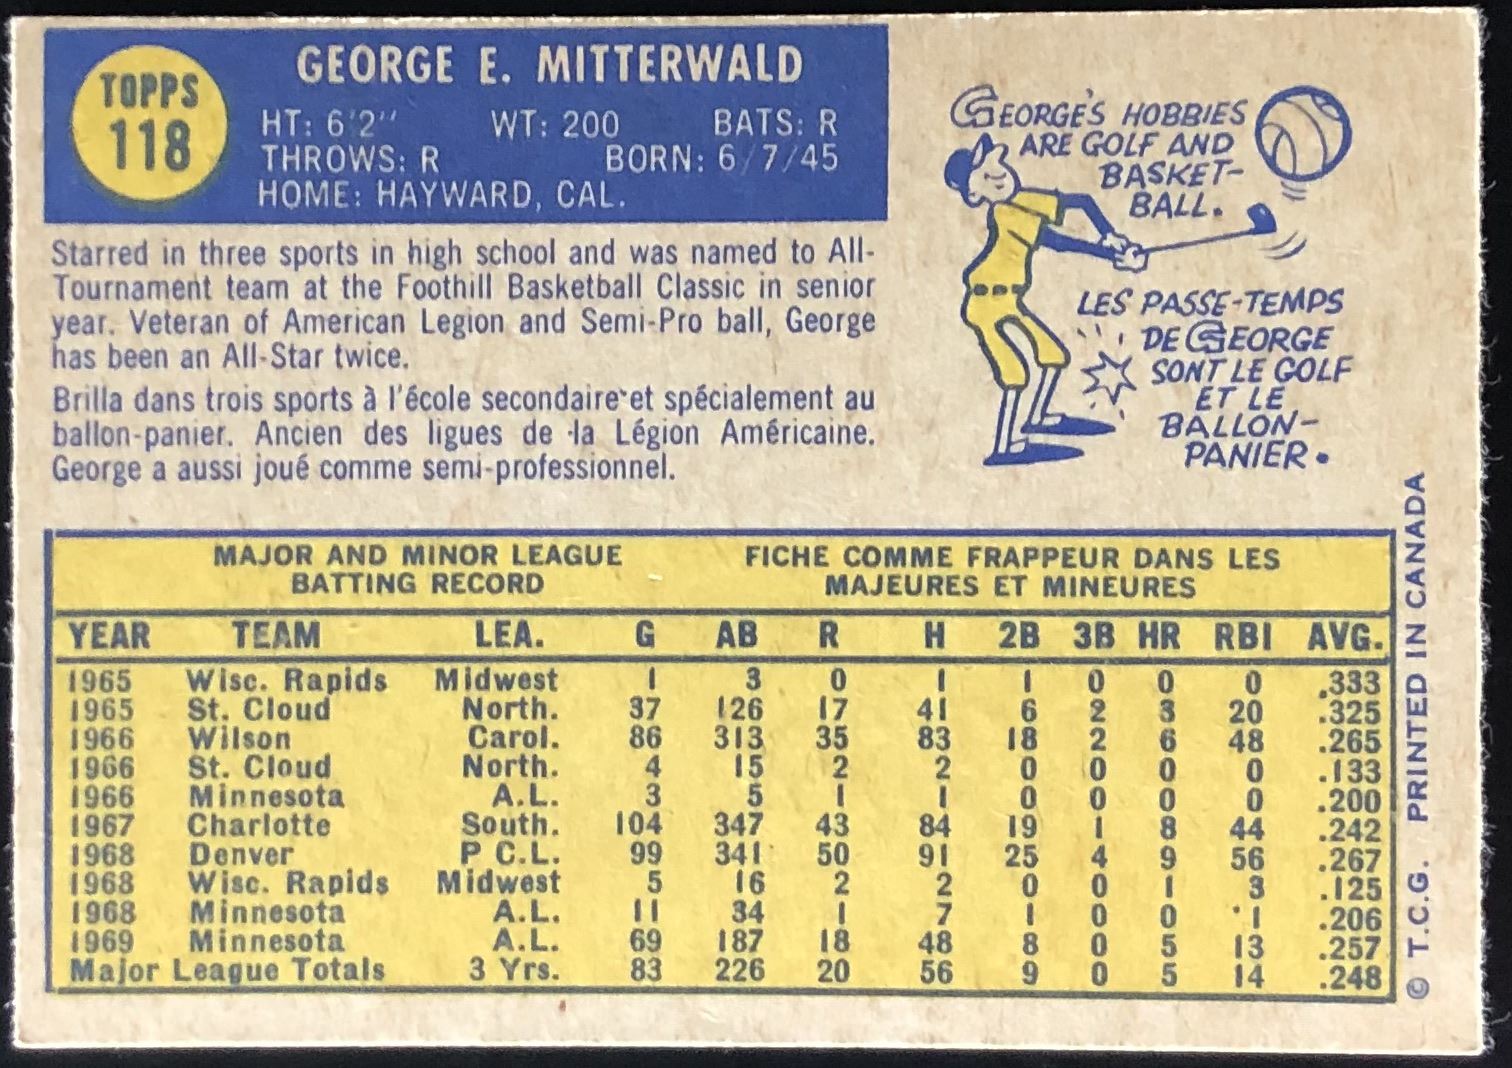 TOPPS
118
GEORGE E. MITTERWALD
HT: 6'2" WT: 200 BATS: R
THROWS: R BORN: 6/7/45
HOME: HAYWARD, CAL.
Starred in three sports in high school and was named to All-
Tournament team at the Foothill Basketball Classic in senior
year. Veteran of American Legion and Semi-Pro ball, George
has been an All-Star twice.
Brilla dans trois sports à l'école secondaire et spécialement au
ballon-panier. Ancien des ligues de la Légion Américaine.
George a aussi joué comme semi-professionnel.
GEORGE'S HOBBIES
ARE GOLF AND
BASKET-
BALL.
LES PASSE-TEMPS
DE GEORGE
SONT LE GOLF
ET LE
BALLON-
PANIER.
MAJOR AND MINOR LEAGUE
BATTING RECORD
FICHE COMME FRAPPEUR DANS LES
MAJEURES ET MINEURES
YEAR TEAM LEA. G AB R H 2B 3B HR RBI AVG.
1965 Wisc. Rapids Midwest 1 3 0 1 1 0 0 0 .333
1965 St. Cloud North. 37 126 17 41 6 2 3 20 .325
1966 Wilson Carol. 86 313 35 83 18 2 6 48 .265
1966 St. Cloud North. 4 15 2 2 0 0 0 0 .133
1966 Minnesota A.L. 3 5 1 1 0 0 0 0 .200
1967 Charlotte South. 104 347 43 84 19 1 8 44 .242
1968 Denver P C.L. 99 341 50 91 25 4 9 56 .267
1968 Wisc. Rapids Midwest 5 16 2 2 0 0 1 3 .125
1968 Minnesota A.L. 11 34 1 7 1 0 0 1 .206
1969 Minnesota A.L. 69 187 18 48 8 0 5 13 .257
Major League Totals 3 Yrs. 83 226 20 56 9 0 5 14 .248
© T.C.G. PRINTED IN CANADA